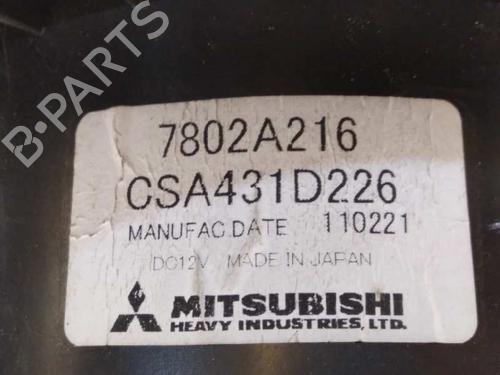 7802A216
CSA431D226
MANUFAC.DATE 110221
DC12V MADE IN JAPAN
MITSUBISHI
HEAVY INDUSTRIES, LTD.
B-PARTS